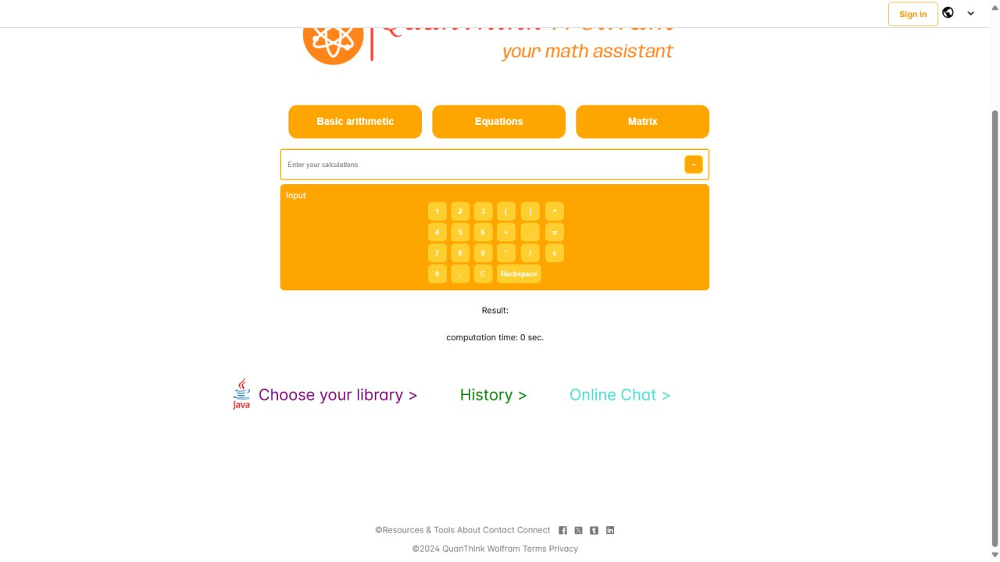 Sign in
your math assistant
Basic arithmetic Equations Matrix
Enter your calculations
Input
1 2 3 ( ) ^
4 5 6 + - π
7 8 9 * / e
0 . C Backspace
Result:
computation time: 0 sec.
Java Choose your library > History > Online Chat >
©Resources & Tools About Contact Connect
©2024 QuanThink Wolfram Terms Privacy